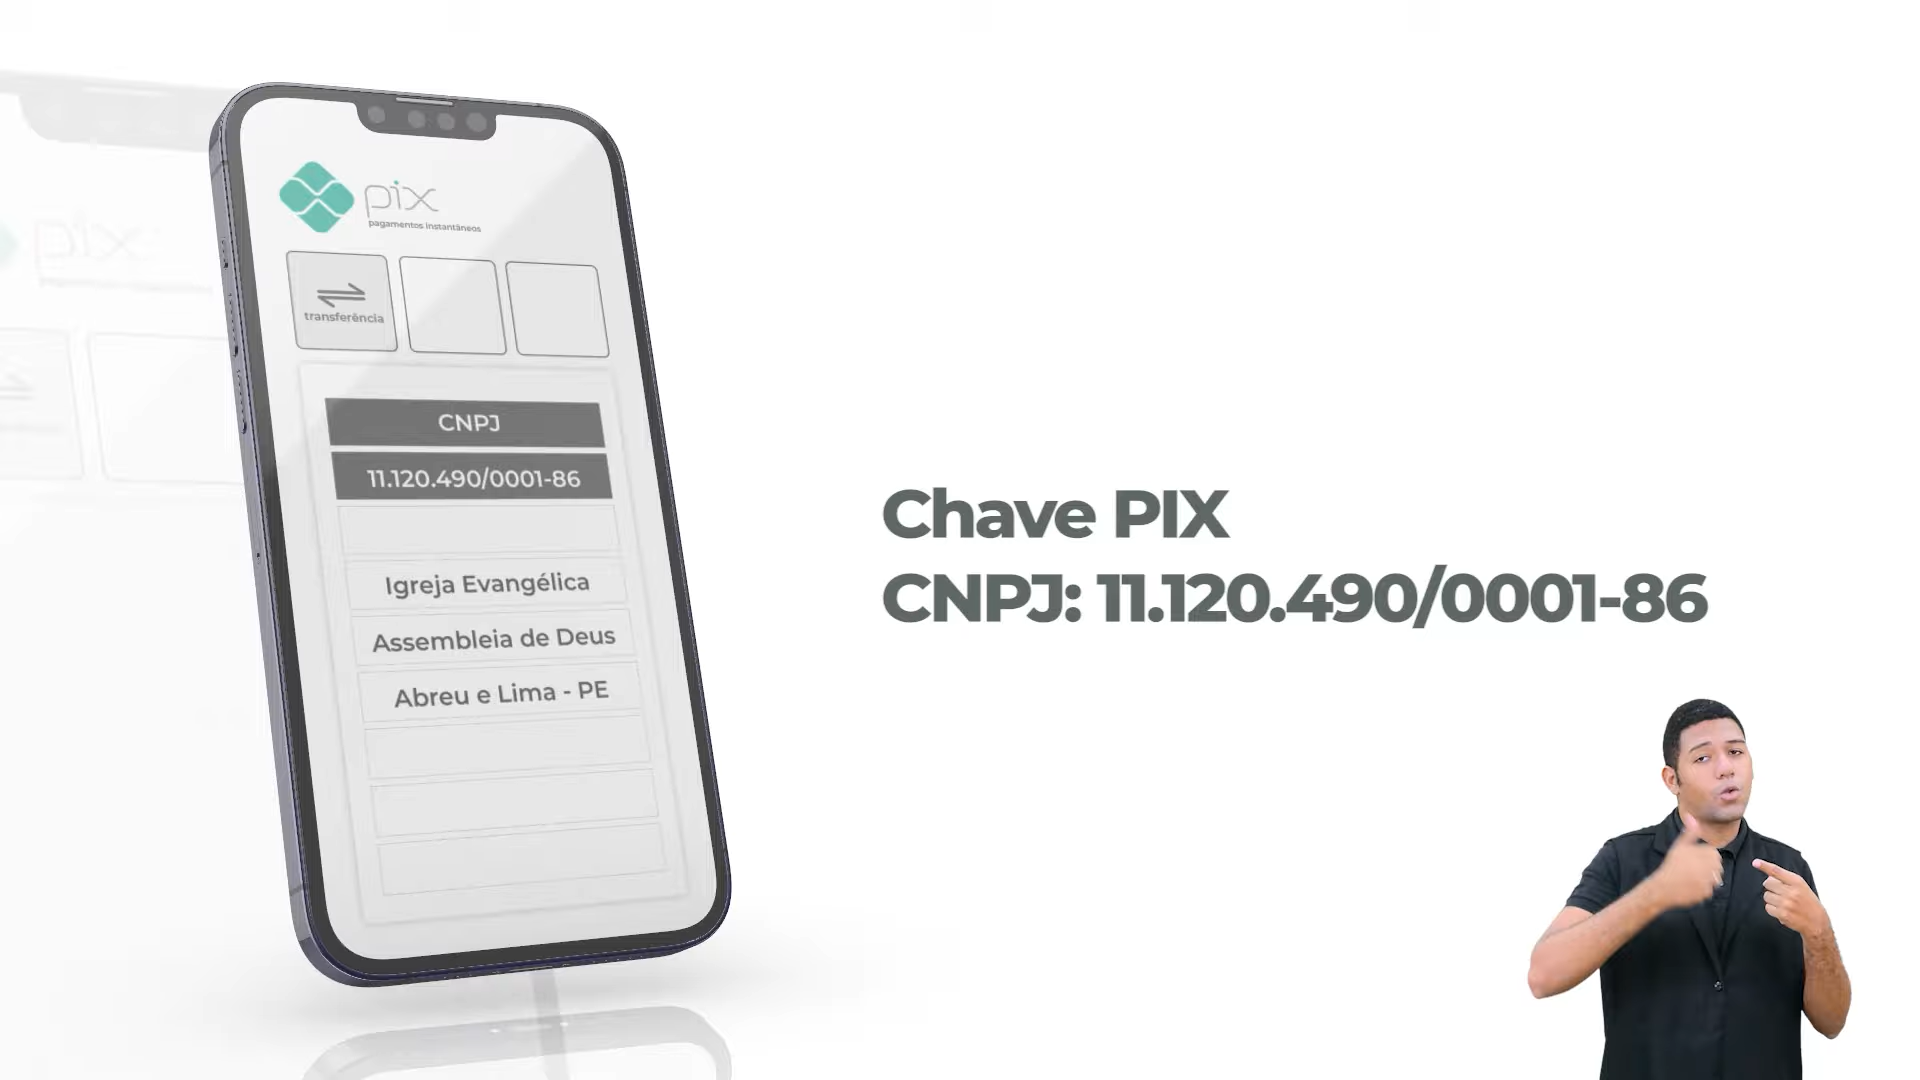 pix
pagamentos instantâneos
transferência
CNPJ
11.120.490/0001-86
Igreja Evangélica
Assembleia de Deus
Abreu e Lima - PE
Chave PIX
CNPJ: 11.120.490/0001-86
pix